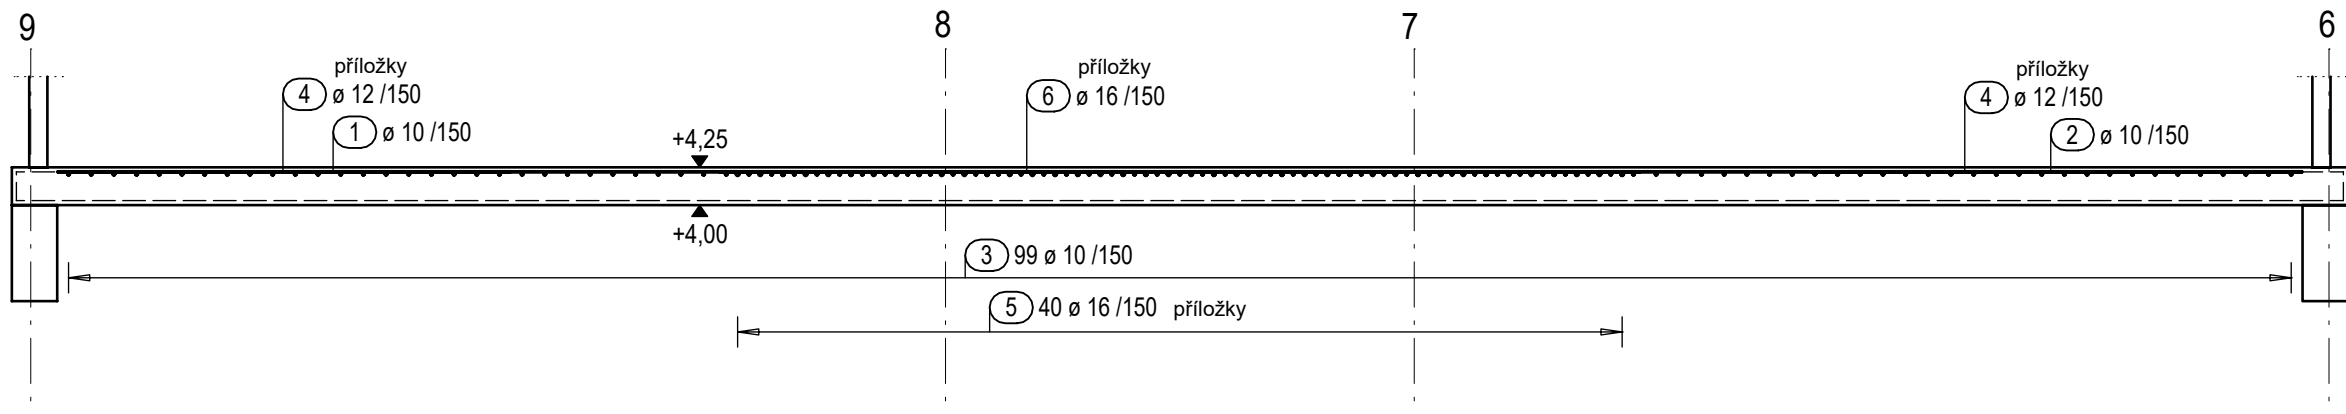 9
8
7
6
příložky
4 ø 12 /150
1 ø 10 /150
příložky
6 ø 16 /150
příložky
4 ø 12 /150
2 ø 10 /150
+4,25
+4,00
3 99 ø 10 /150
5 40 ø 16 /150 příložky